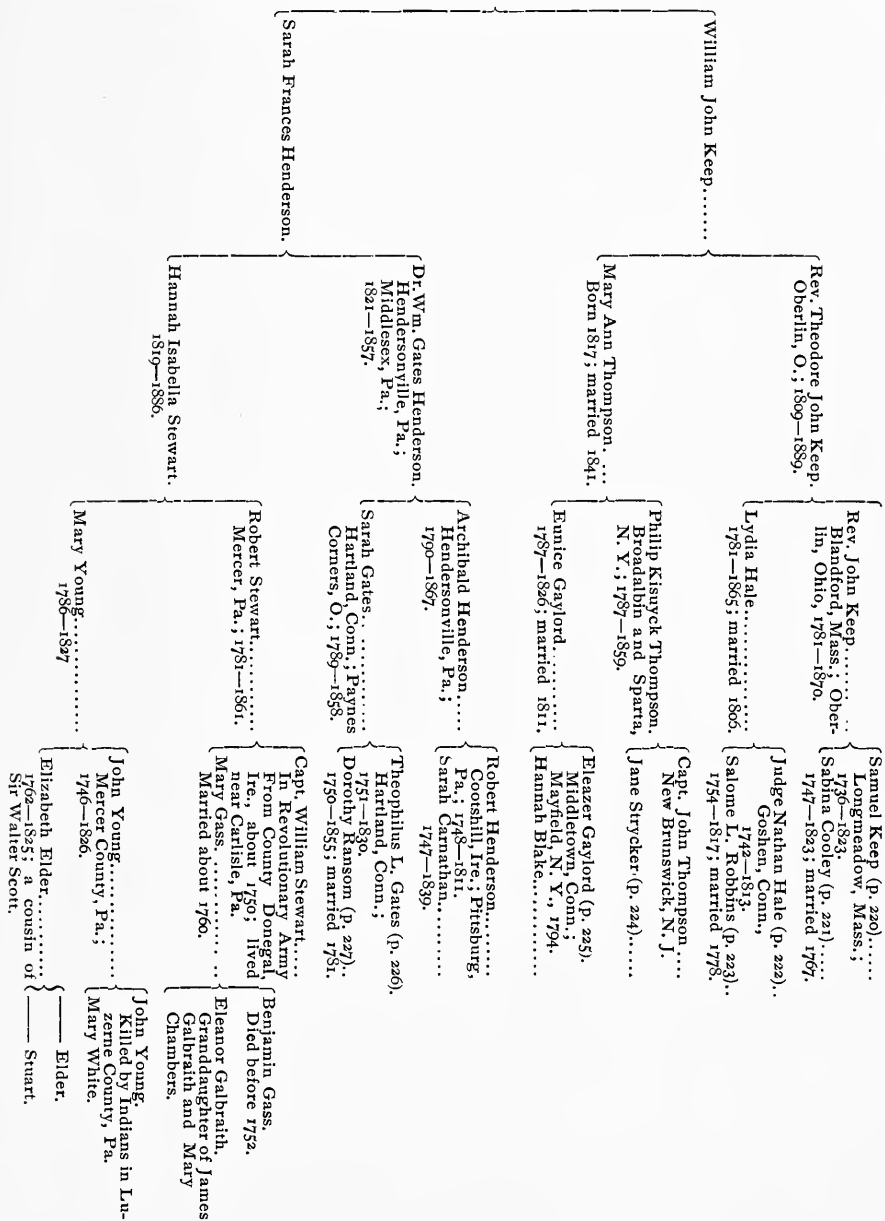 William John Keep.......
Sarah Frances Henderson.
Rev. Theodore John Keep.
Oberlin, O.; 1809—1889.
Mary Ann Thompson. ...
Born 1817; married 1841.
Dr. Wm. Gates Henderson.
Hendersonville, Pa.;
Middlesex, Pa.;
1821—1857.
Hannah Isabella Stewart.
1819—1886.
Rev. John Keep........ ..
Blandford, Mass.; Ober-
lin, Ohio, 1781—1870.
Lydia Hale..............
1781—1865; married 1806.
Philip Kisuyck Thompson.
Broadalbin and Sparta,
N. Y.; 1787—1859.
Eunice Gaylord..........
1787—1826; married 1811.
Archibald Henderson.....
Hendersonville, Pa.;
1790—1867.
Sarah Gates.. ...........
Hartland, Conn.; Paynes
Corners, O.; 1789—1858.
Robert Stewart............
Mercer, Pa.; 1781—1861.
Mary Young...............
1786—1827
Samuel Keep (p. 220)......
Longmeadow, Mass.;
1736—1823.
Sabina Cooley (p. 221).....
1747—1823; married 1767.
Judge Nathan Hale (p. 222)..
Goshen, Conn.,
1742—1813.
Salome L. Robbins (p. 223)..
1754—1817; married 1778.
Capt. John Thompson ....
New Brunswick, N. J.
Jane Strycker (p. 224)......
Eleazer Gaylord (p. 225).
Middletown, Conn.;
Mayfield, N. Y., 1794.
Hannah Blake...........
Robert Henderson........
Cootshill, Ire.; Pittsburg,
Pa.; 1748—1811.
Sarah Carnathan.........
1747—1839.
Theophilus L. Gates (p. 226).
Hartland, Conn.;
1751—1830.
Dorothy Ransom (p. 227)..
1750—1855; married 1781.
Capt. William Stewart.....
In Revolutionary Army
From County Donegal,
Ire., about 1750; lived
near Carlisle, Pa.
Mary Gass. ........... ..
Married about 1760.
John Young..............
Mercer County, Pa.;
1746—1826.
Elizabeth Elder...........
1762—1825; a cousin of
Sir Walter Scott.
Benjamin Gass.
Died before 1752.
Eleanor Galbraith.
Granddaughter of James
Galbraith and Mary
Chambers.
John Young.
Killed by Indians in Lu-
zerne County, Pa.
Mary White.
—— Elder.
—— Stuart.